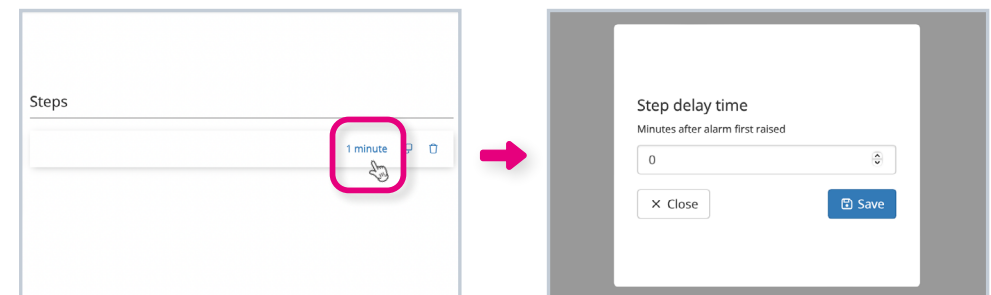 Steps
1 minute
Step delay time
Minutes after alarm first raised
0
Close
Save